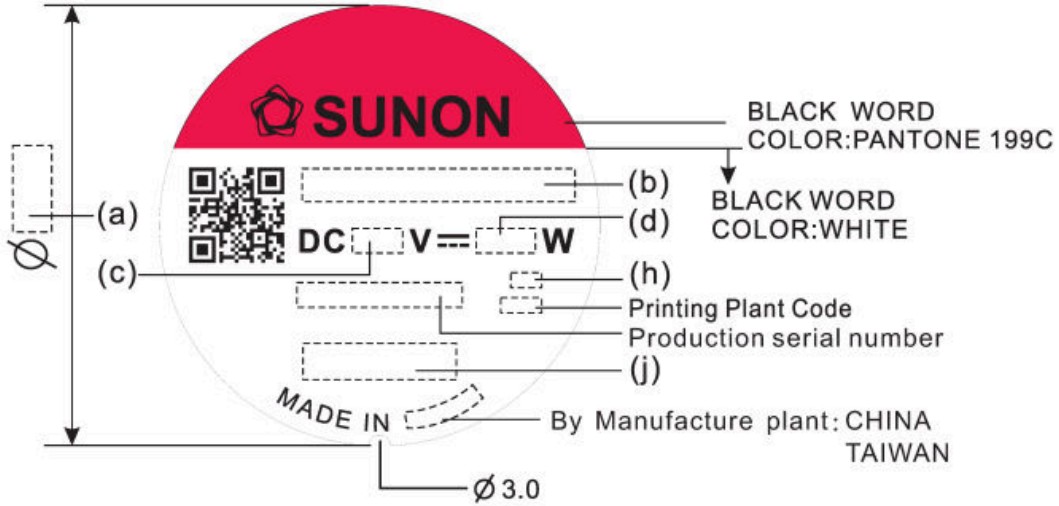 SUNON
BLACK WORD
COLOR:PANTONE 199C
(b)
BLACK WORD
COLOR:WHITE
(a)
(d)
DC V W
(c)
(h)
Printing Plant Code
Production serial number
(j)
MADE IN
By Manufacture plant: CHINA
TAIWAN
Ø 3.0
Ø